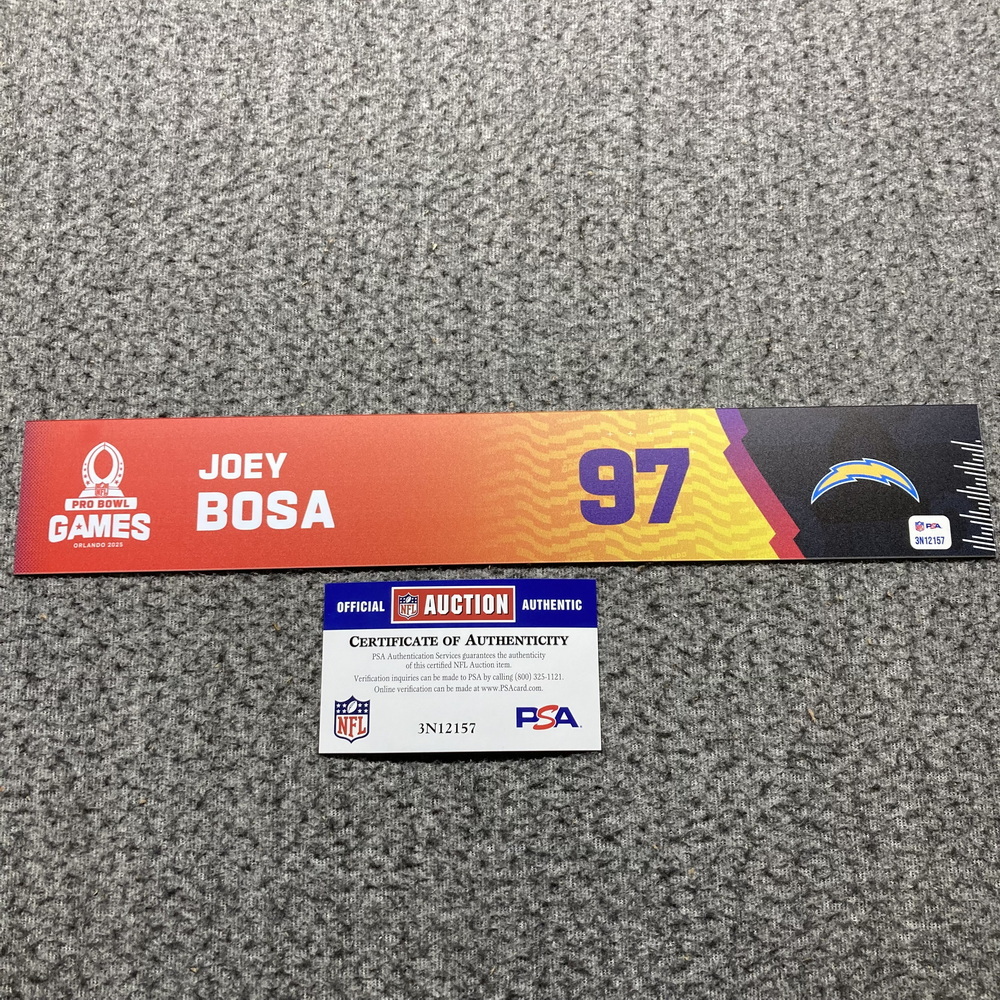 PRO BOWL
GAMES
ORLANDO 2025
JOEY
BOSA
97
NFL PSA
3N12157
OFFICIAL NFL AUCTION AUTHENTIC
CERTIFICATE OF AUTHENTICITY
PSA Authentication Services guarantees the authenticity
of this certified NFL Auction item.
Verification inquiries can be made to PSA by calling (800) 325-1121.
Online verification can be made at www.PSAcard.com.
NFL 3N12157 PSA